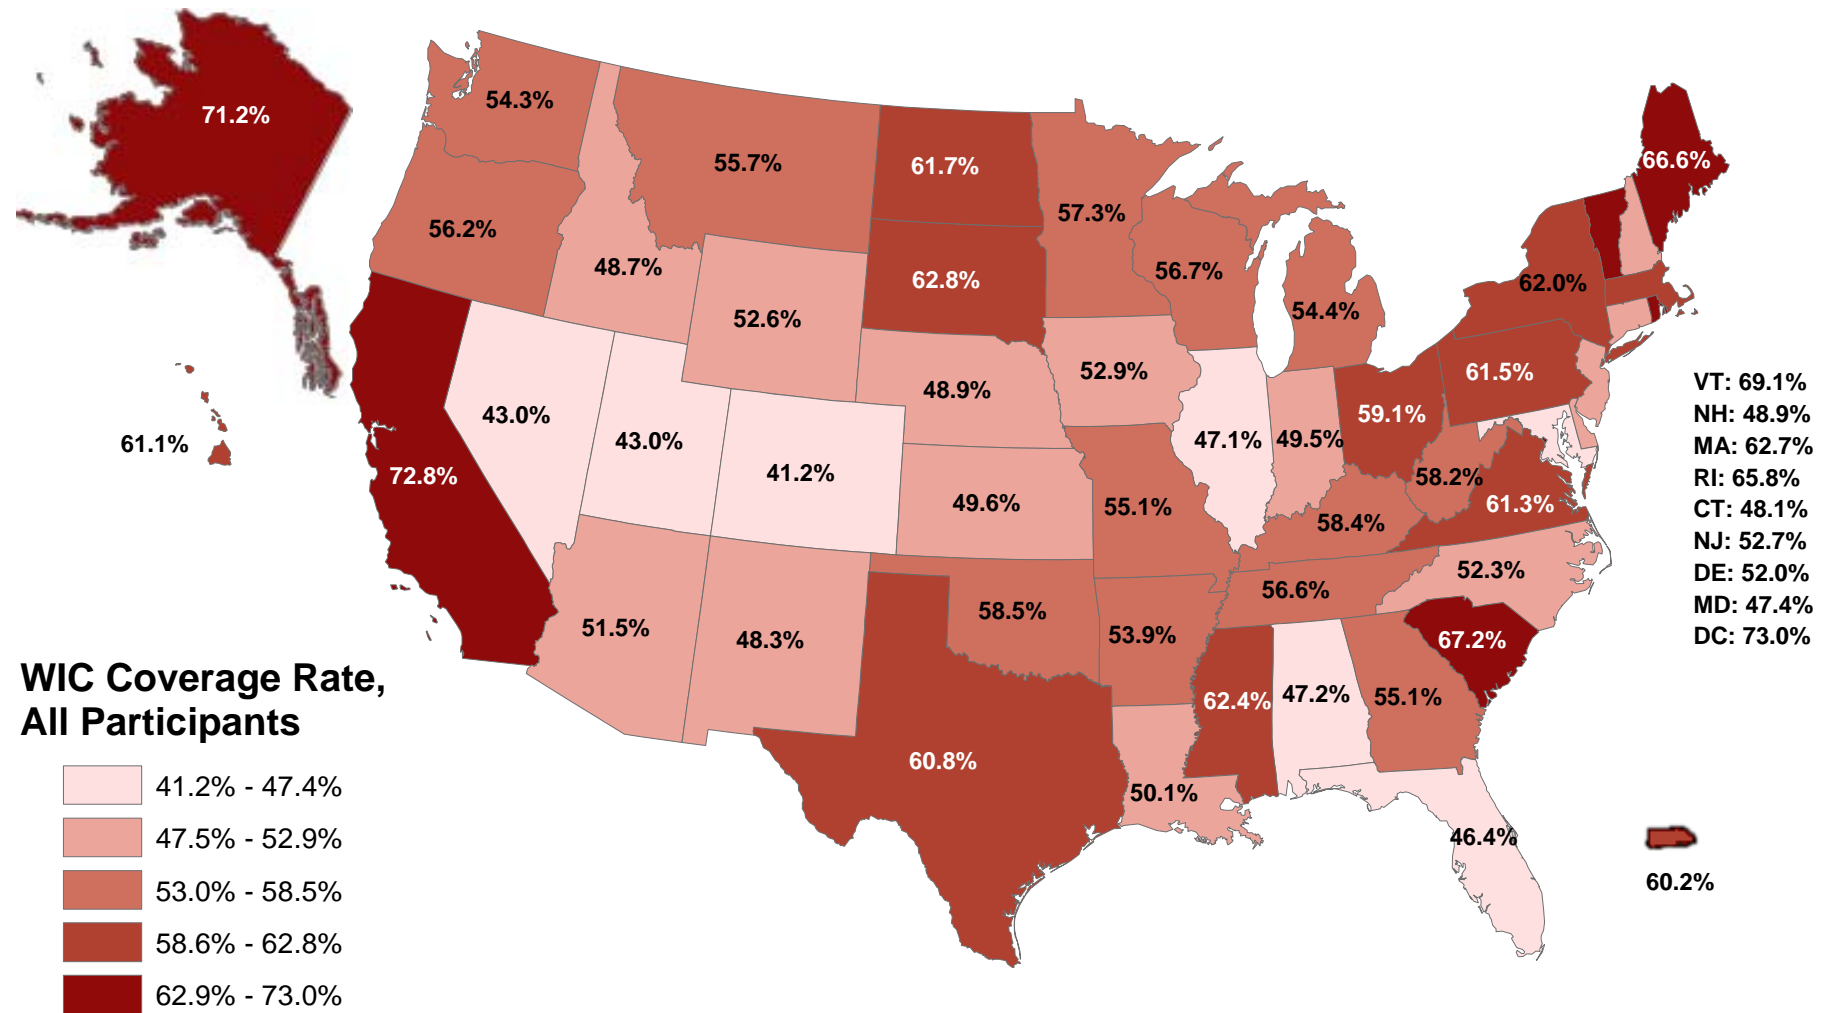 71.2%
54.3%
55.7%
61.7%
66.6%
56.2%
57.3%
48.7%
62.8%
56.7%
62.0%
52.6%
54.4%
52.9%
61.5%
48.9%
59.1%
43.0%
43.0%
41.2%
47.1%
49.5%
61.1%
72.8%
49.6%
55.1%
58.4%
58.2%
61.3%
VT: 69.1%
NH: 48.9%
MA: 62.7%
RI: 65.8%
CT: 48.1%
NJ: 52.7%
DE: 52.0%
MD: 47.4%
DC: 73.0%
52.3%
56.6%
51.5%
48.3%
58.5%
53.9%
67.2%
62.4%
47.2%
55.1%
60.8%
50.1%
46.4%
60.2%
WIC Coverage Rate,
All Participants
41.2% - 47.4%
47.5% - 52.9%
53.0% - 58.5%
58.6% - 62.8%
62.9% - 73.0%